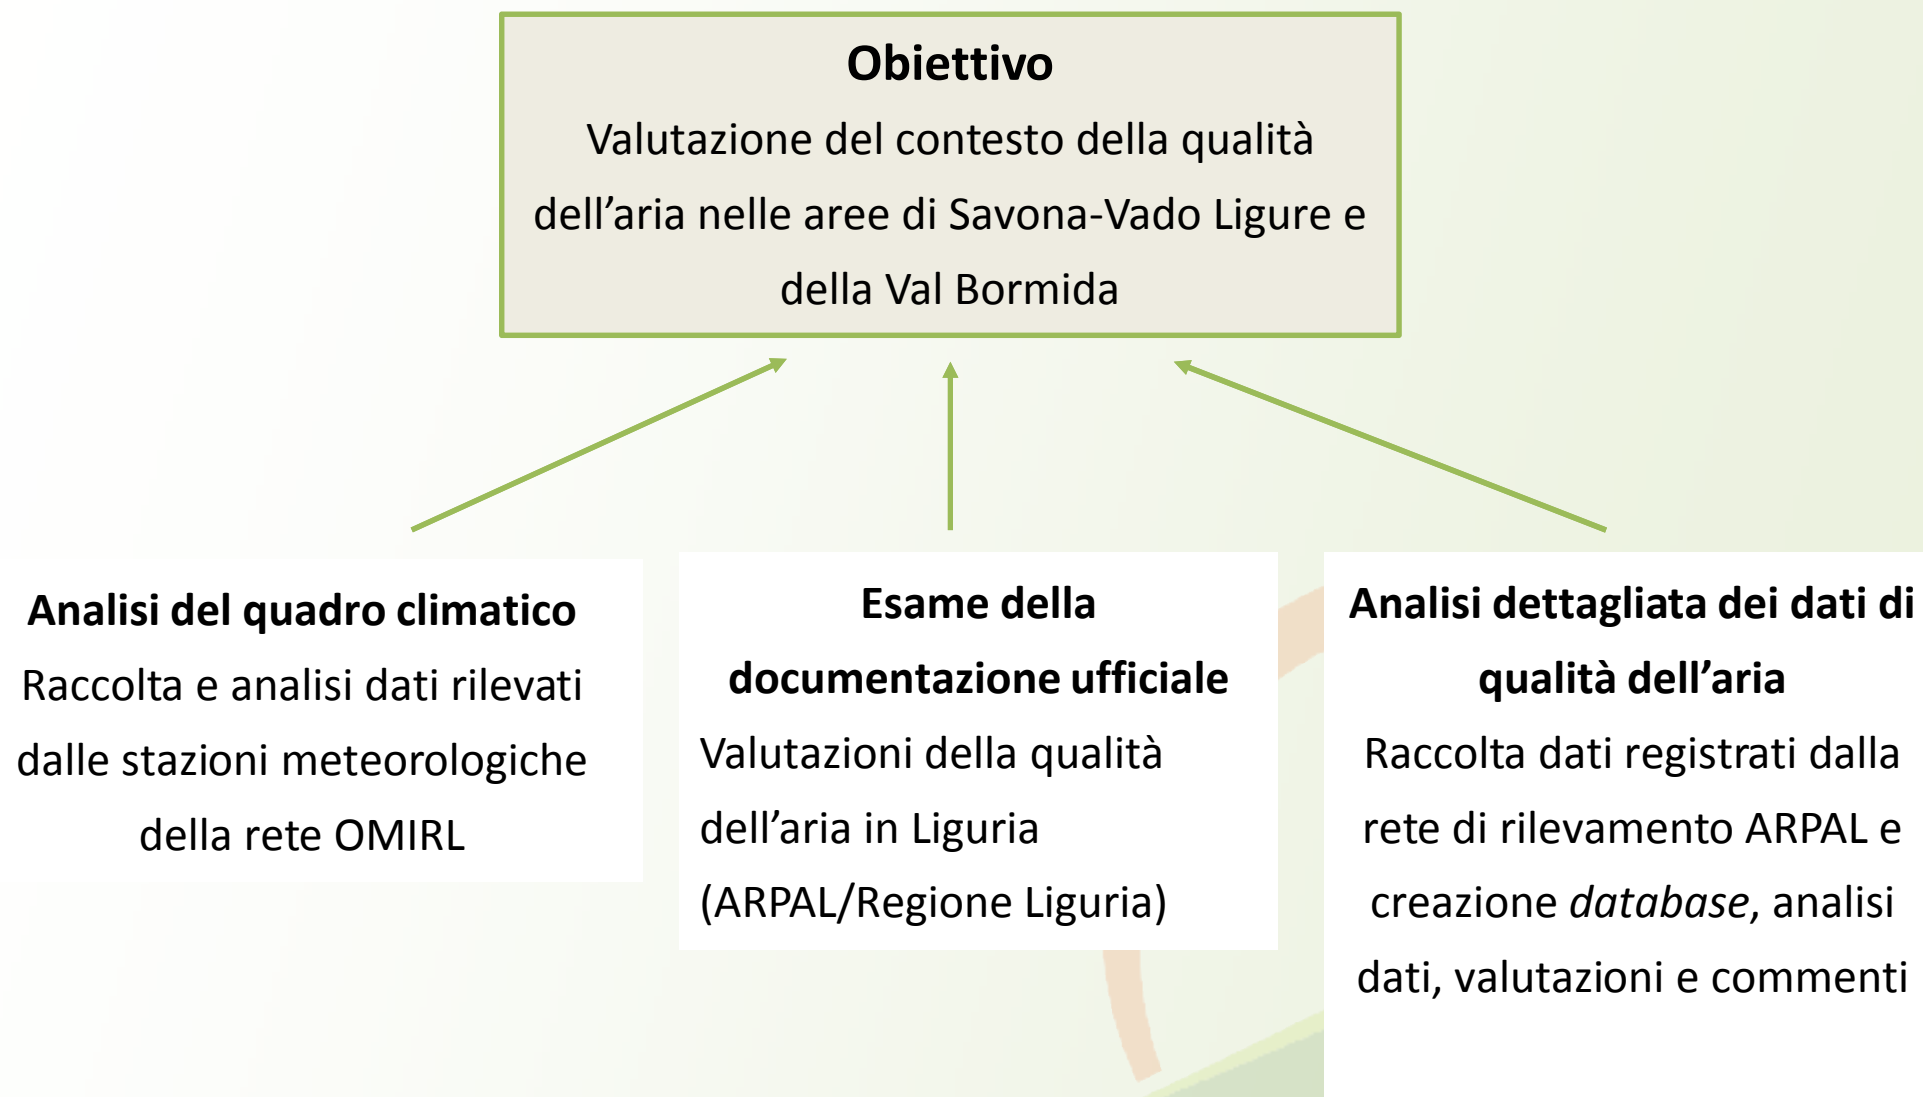 Obiettivo
Valutazione del contesto della qualità
dell’aria nelle aree di Savona-Vado Ligure e
della Val Bormida
Analisi del quadro climatico
Raccolta e analisi dati rilevati
dalle stazioni meteorologiche
della rete OMIRL
Esame della
documentazione ufficiale
Valutazioni della qualità
dell’aria in Liguria
(ARPAL/Regione Liguria)
Analisi dettagliata dei dati di
qualità dell’aria
Raccolta dati registrati dalla
rete di rilevamento ARPAL e
creazione database, analisi
dati, valutazioni e commenti